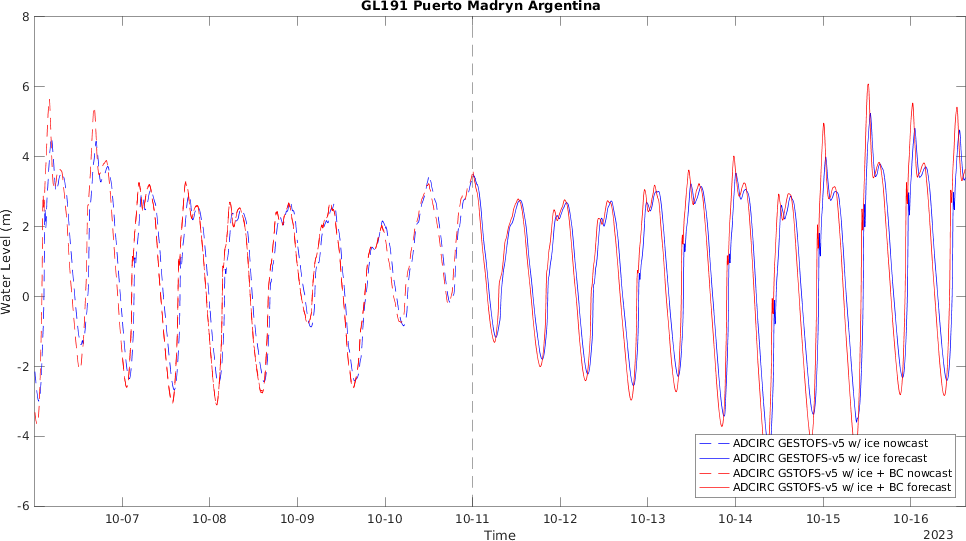 GL191 Puerto Madryn Argentina
8
6
4
2
0
-2
-4
-6
Water Level (m)
ADCIRC GESTOFS-v5 w/ ice nowcast
ADCIRC GESTOFS-v5 w/ ice forecast
ADCIRC GSTOFS-v5 w/ ice + BC nowcast
ADCIRC GSTOFS-v5 w/ ice + BC forecast
10-07 10-08 10-09 10-10 10-11 10-12 10-13 10-14 10-15 10-16
Time
2023